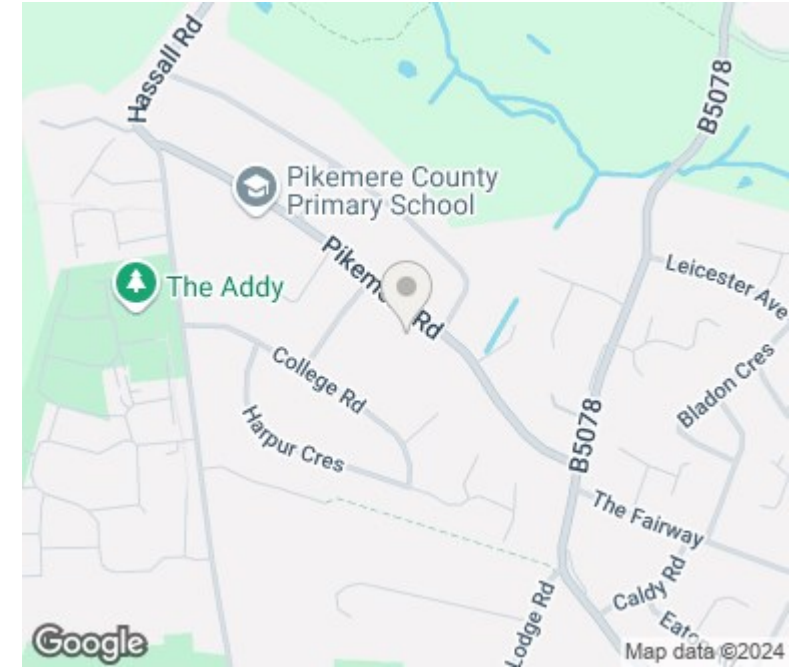 Hassall Rd
B5078
Pikemere County
Primary School
Leicester Ave
The Addy
Rd
College Rd
Bladon Cres
Harpur Cres
B5078
The Fairway
Caldy Rd
Lodge Rd
Google
Map data ©2024